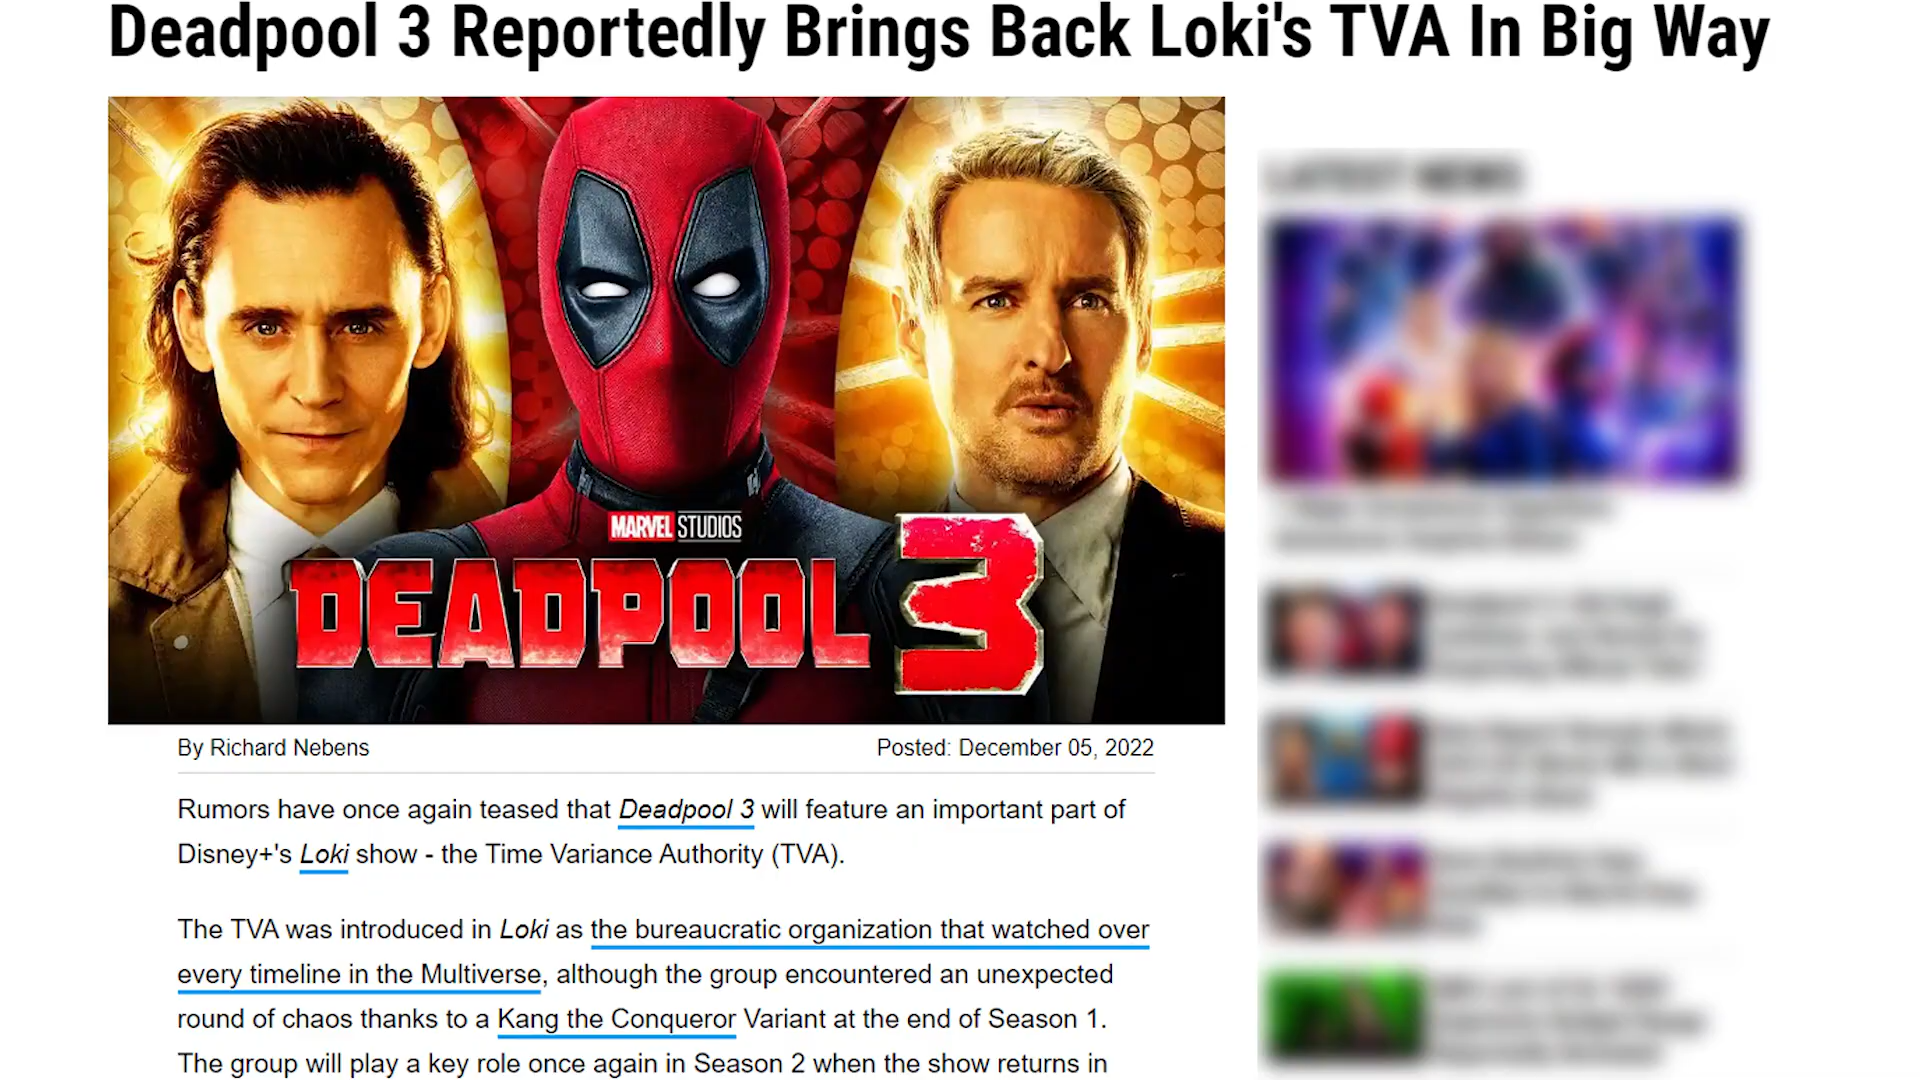 Deadpool 3 Reportedly Brings Back Loki's TVA In Big Way
LATEST NEWS
MARVEL STUDIOS
DEADPOOL 3
By Richard Nebens
Posted: December 05, 2022
Rumors have once again teased that Deadpool 3 will feature an important part of
Disney+'s Loki show - the Time Variance Authority (TVA).
The TVA was introduced in Loki as the bureaucratic organization that watched over
every timeline in the Multiverse, although the group encountered an unexpected
round of chaos thanks to a Kang the Conqueror Variant at the end of Season 1.
The group will play a key role once again in Season 2 when the show returns in